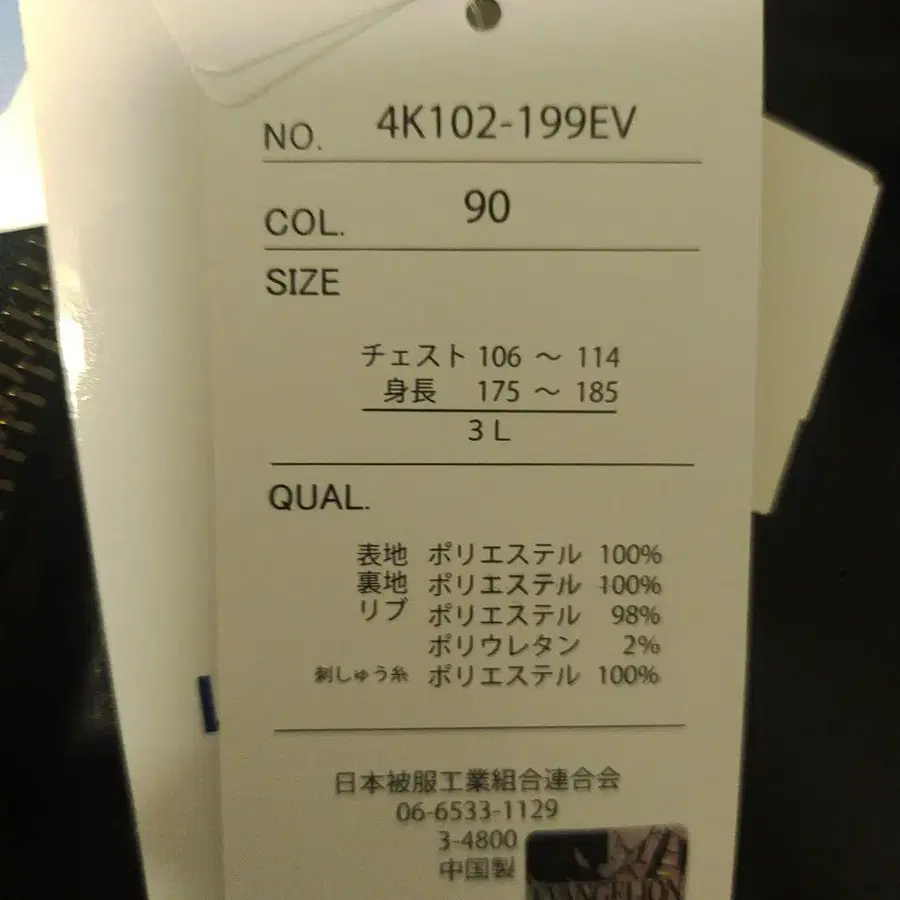 NO. 4K102-199EV
COL. 90
SIZE
チェスト 106 ～ 114
身長 175 ～ 185
3L
QUAL.
表地 ポリエステル 100%
裏地 ポリエステル 100%
リブ ポリエステル 98%
ポリウレタン 2%
刺しゅう糸 ポリエステル 100%
日本被服工業組合連合会
06-6533-1129
3-4800
中国製
EVANGELION